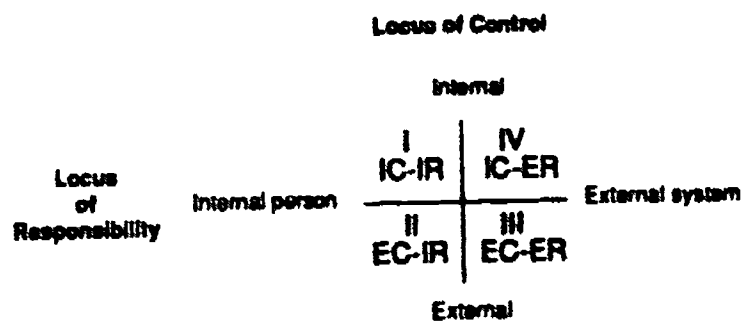 Locus of Control
Internal
I IV
IC-IR IC-ER
Locus
of
Responsibility
Internal person
External system
II III
EC-IR EC-ER
External